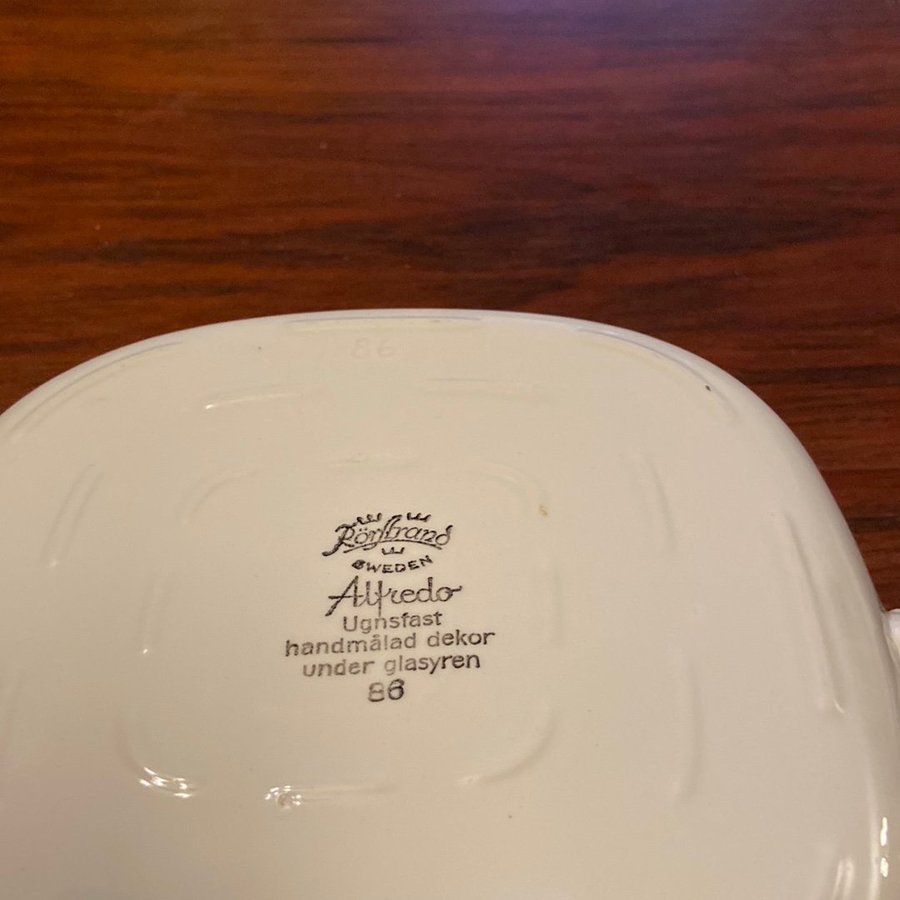 86
Rörstrand
SWEDEN
Alfredo
Ugnsfast
handmålad dekor
under glasyren
86